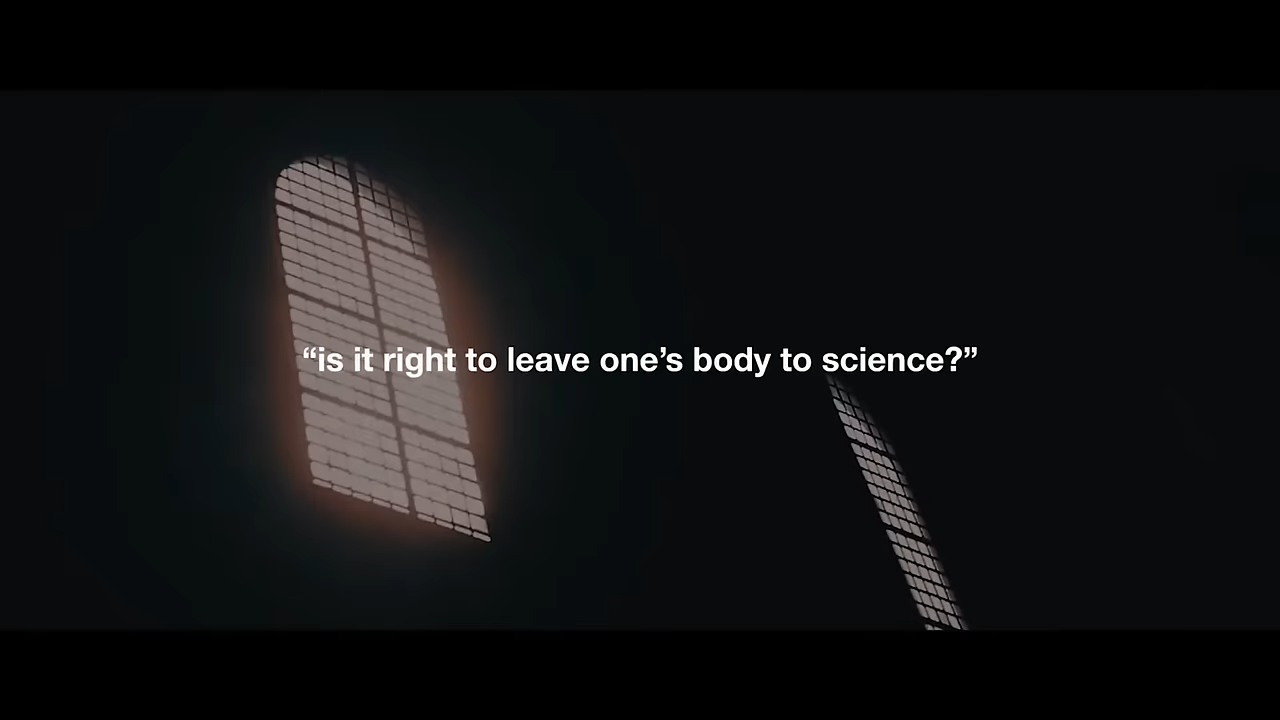 “is it right to leave one’s body to science?”